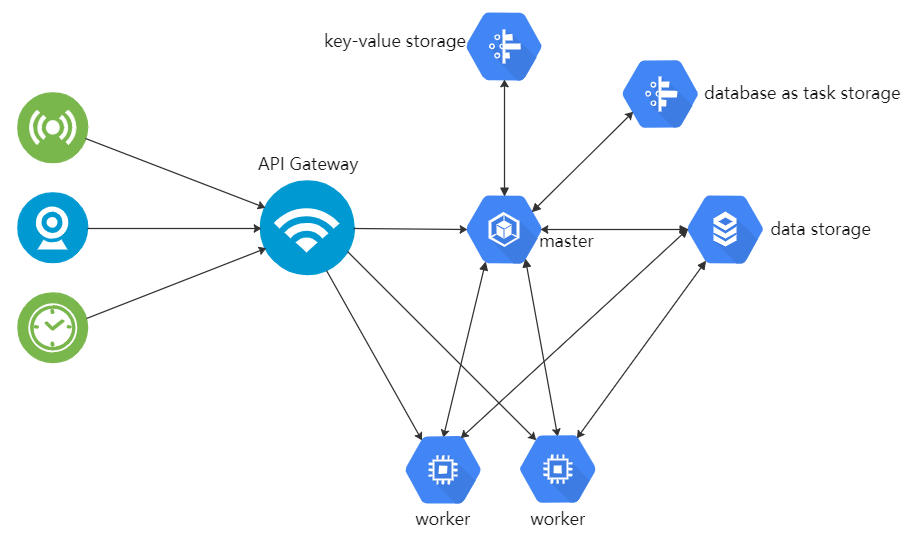 key-value storage
database as task storage
API Gateway
master
data storage
worker
worker